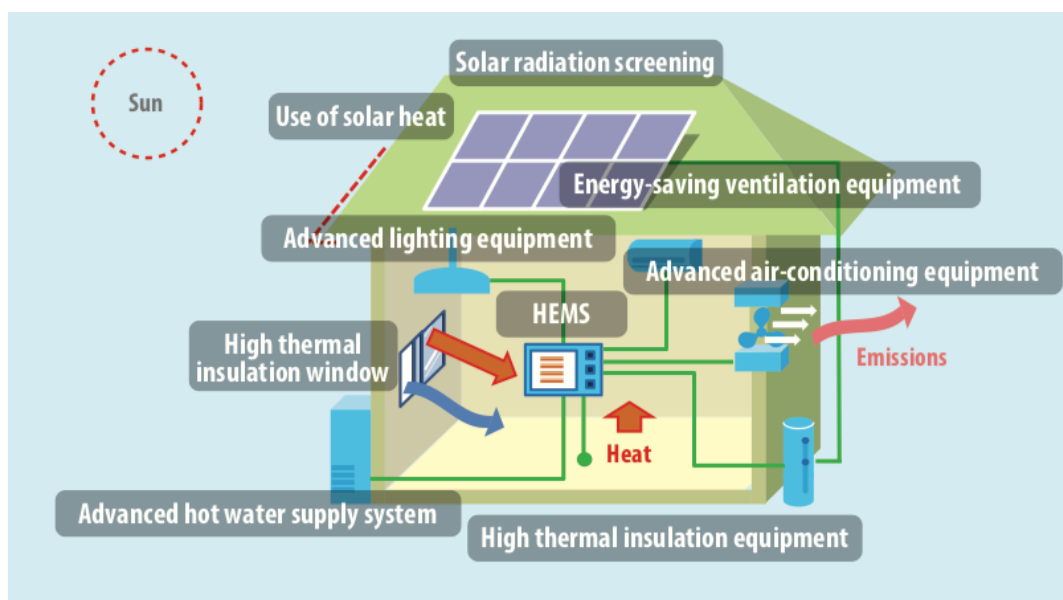 Solar radiation screening
Sun
Use of solar heat
Energy-saving ventilation equipment
Advanced lighting equipment
Advanced air-conditioning equipment
HEMS
High thermal
insulation window
Emissions
Heat
Advanced hot water supply system
High thermal insulation equipment